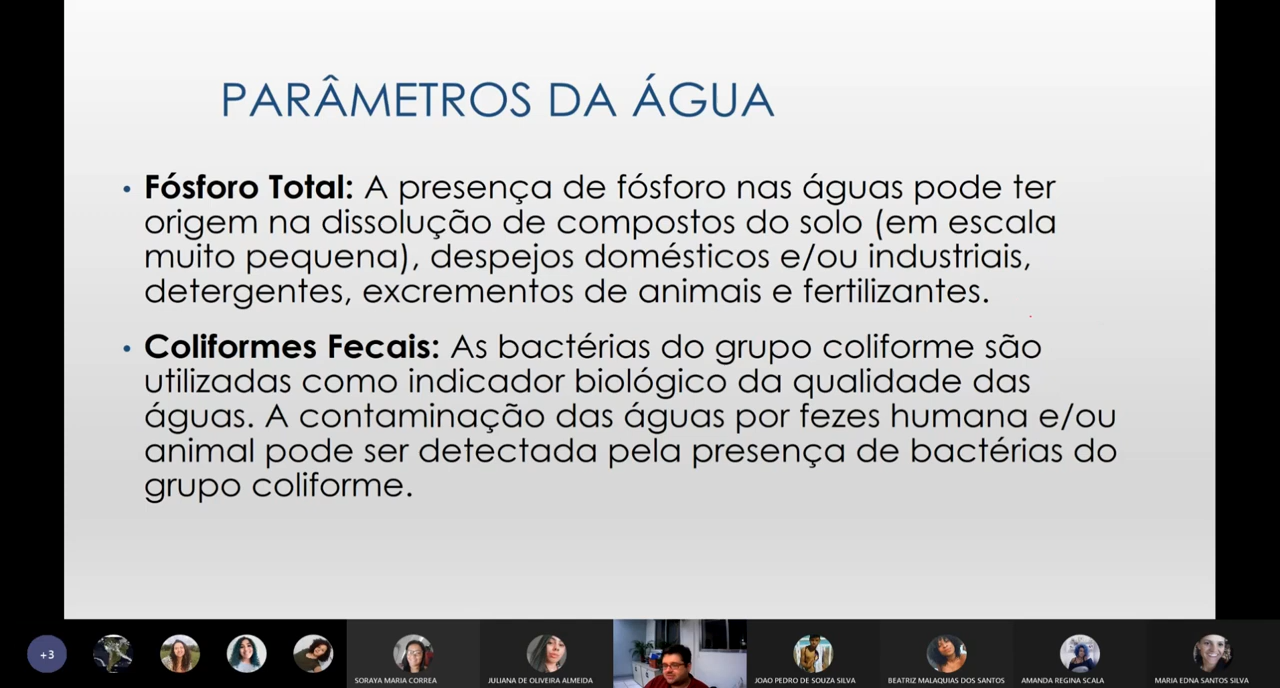 PARÂMETROS DA ÁGUA
• Fósforo Total: A presença de fósforo nas águas pode ter
origem na dissolução de compostos do solo (em escala
muito pequena), despejos domésticos e/ou industriais,
detergentes, excrementos de animais e fertilizantes.
• Coliformes Fecais: As bactérias do grupo coliforme são
utilizadas como indicador biológico da qualidade das
águas. A contaminação das águas por fezes humana e/ou
animal pode ser detectada pela presença de bactérias do
grupo coliforme.
+3
SORAYA MARIA CORREA
JULIANA DE OLIVEIRA ALMEIDA
JOAO PEDRO DE SOUZA SILVA
BEATRIZ MALAQUIAS DOS SANTOS
AMANDA REGINA SCALA
MARIA EDNA SANTOS SILVA